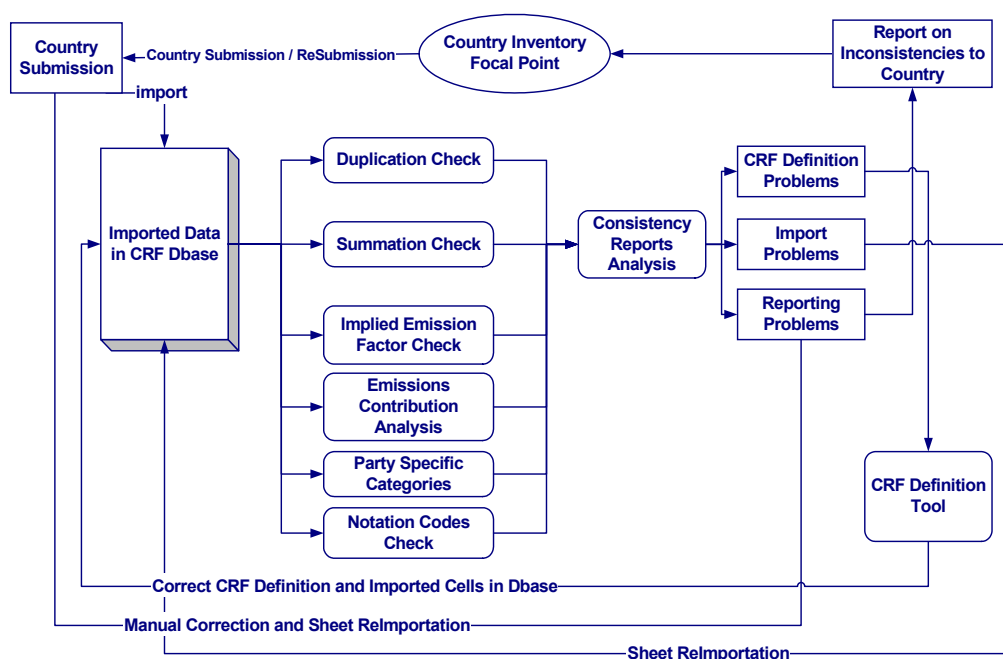 Country
Submission
Country Submission / ReSubmission
Country Inventory
Focal Point
Report on
Inconsistencies to
Country
import
Imported Data
in CRF Dbase
Duplication Check
Summation Check
Implied Emission
Factor Check
Emissions
Contribution
Analysis
Party Specific
Categories
Notation Codes
Check
Consistency
Reports
Analysis
CRF Definition
Problems
Import
Problems
Reporting
Problems
CRF Definition
Tool
Correct CRF Definition and Imported Cells in Dbase
Manual Correction and Sheet ReImportation
Sheet ReImportation